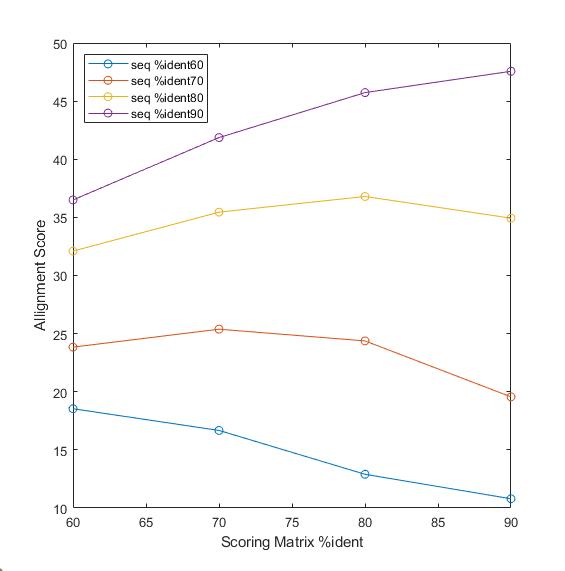 50
45
40
35
30
25
20
15
10
seq %ident60
seq %ident70
seq %ident80
seq %ident90
Allignment Score
60 65 70 75 80 85 90
Scoring Matrix %ident